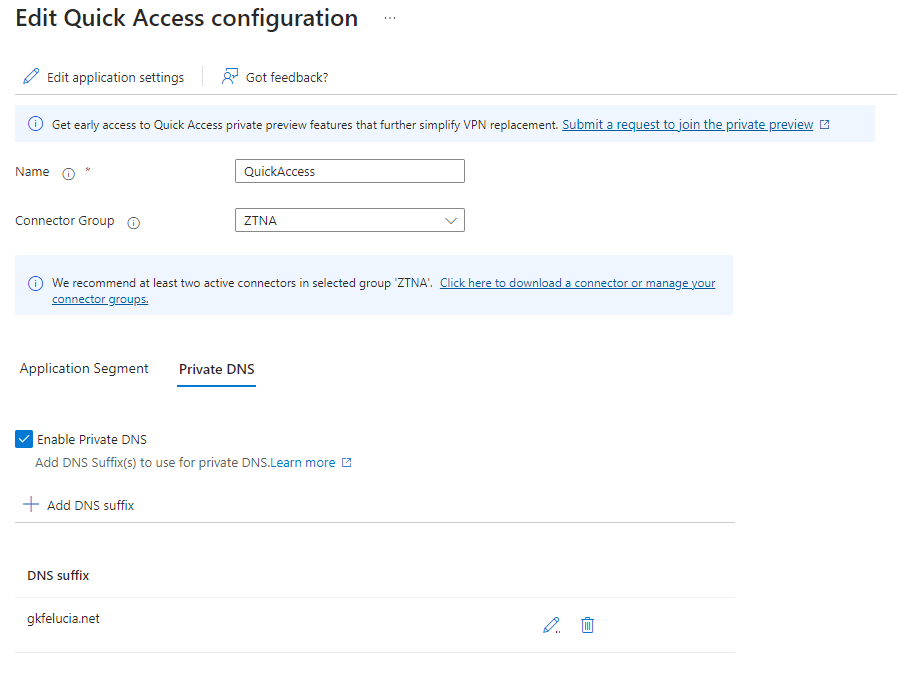 Edit Quick Access configuration ...
Edit application settings Got feedback?
Get early access to Quick Access private preview features that further simplify VPN replacement. Submit a request to join the private preview
Name *
QuickAccess
Connector Group
ZTNA
We recommend at least two active connectors in selected group 'ZTNA'. Click here to download a connector or manage your
connector groups.
Application Segment Private DNS
Enable Private DNS
Add DNS Suffix(s) to use for private DNS.Learn more
Add DNS suffix
DNS suffix
gkfelucia.net